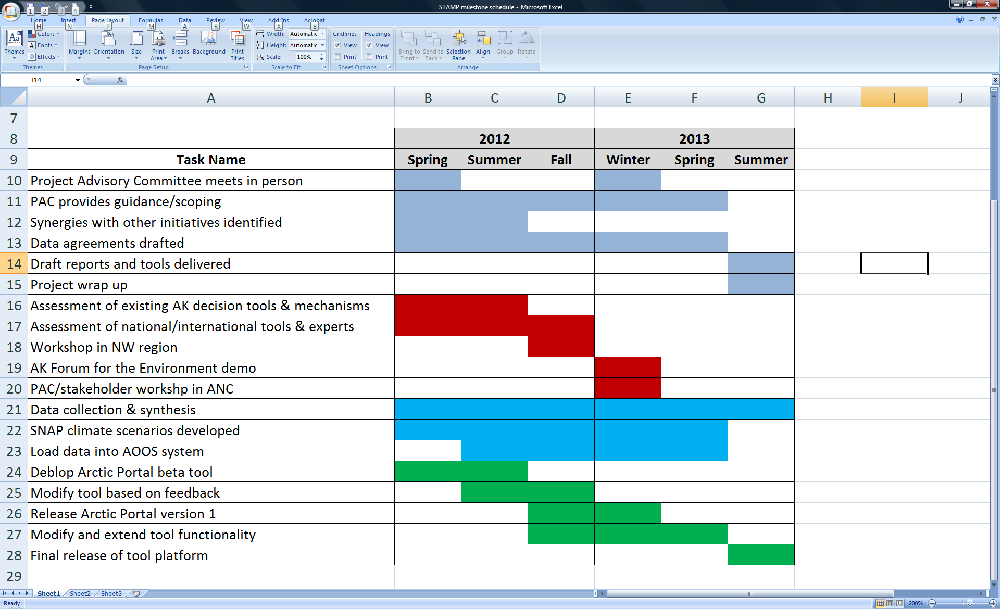 STAMP milestone schedule - Microsoft Excel
F 1 2 3 4
Home Insert Page Layout Formulas Data Review View Add-Ins Acrobat
H N P M A R W X B
Themes Colors Fonts Effects
Margins Orientation Size Print Area Breaks Background Print Titles
Width: Automatic
Height: Automatic
Scale: 100%
Gridlines Headings
View View
Print Print
Bring to Front Send to Back Selection Pane Align Group Rotate
Themes Page Setup Scale to Fit Sheet Options Arrange
I14 fx
A B C D E F G H I J
7
8 2012 2013
9 Task Name Spring Summer Fall Winter Spring Summer
10 Project Advisory Committee meets in person
11 PAC provides guidance/scoping
12 Synergies with other initiatives identified
13 Data agreements drafted
14 Draft reports and tools delivered
15 Project wrap up
16 Assessment of existing AK decision tools & mechanisms
17 Assessment of national/international tools & experts
18 Workshop in NW region
19 AK Forum for the Environment demo
20 PAC/stakeholder workshp in ANC
21 Data collection & synthesis
22 SNAP climate scenarios developed
23 Load data into AOOS system
24 Deblop Arctic Portal beta tool
25 Modify tool based on feedback
26 Release Arctic Portal version 1
27 Modify and extend tool functionality
28 Final release of tool platform
29
Sheet1 Sheet2 Sheet3
Ready 200%